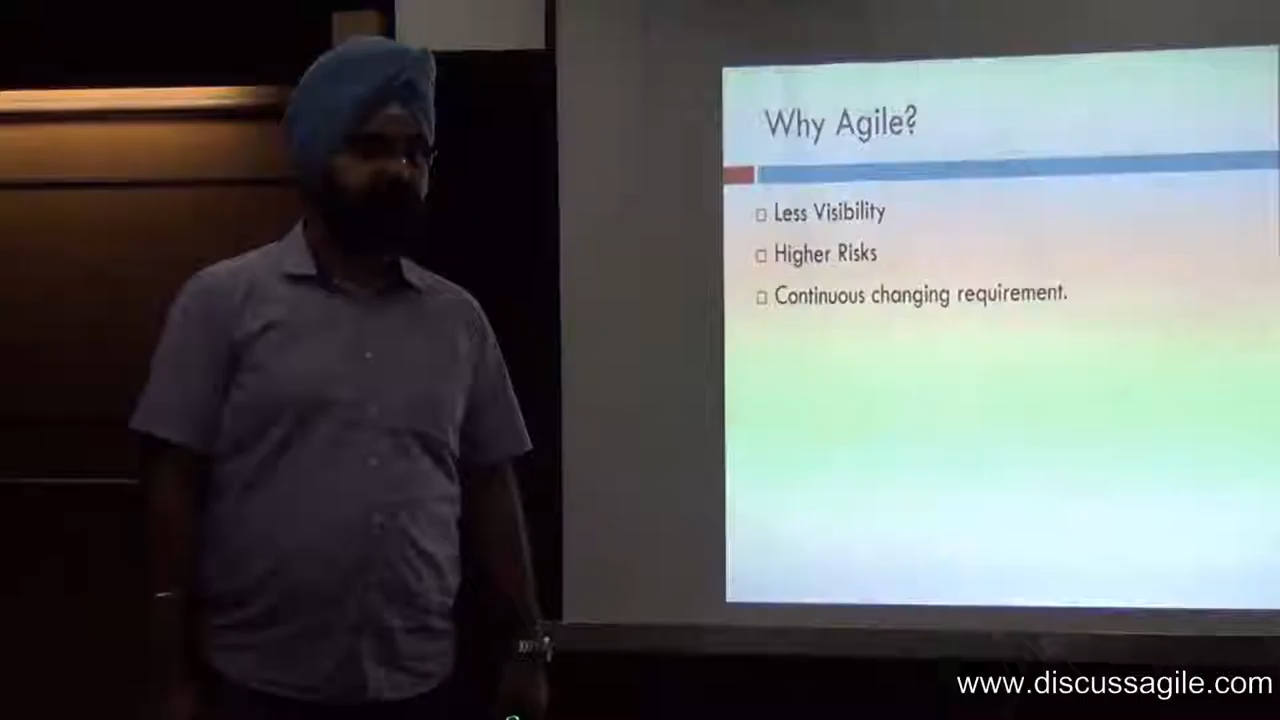 Why Agile?
Less Visibility
Higher Risks
Continuous changing requirement.
www.discussagile.com